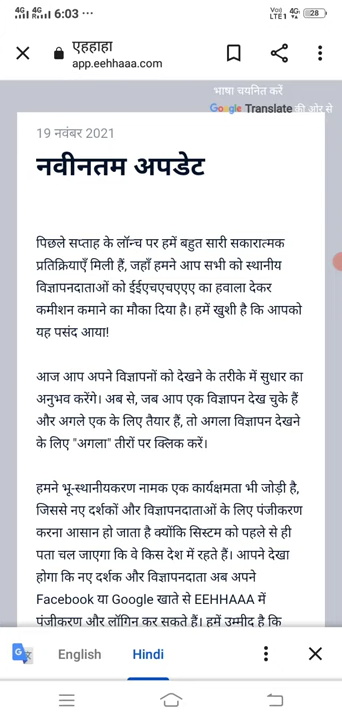 4G 4G R 6:03 ... Vo) LTE1 4G 28
एहहाहा
app.eehhaaa.com
भाषा चयनित करें
Google Translate की ओर से
19 नवंबर 2021
नवीनतम अपडेट
पिछले सप्ताह के लॉन्च पर हमें बहुत सारी सकारात्मक
प्रतिक्रियाएँ मिली हैं, जहाँ हमने आप सभी को स्थानीय
विज्ञापनदाताओं को ईईएचएचएएए का हवाला देकर
कमीशन कमाने का मौका दिया है। हमें खुशी है कि आपको
यह पसंद आया!
आज आप अपने विज्ञापनों को देखने के तरीके में सुधार का
अनुभव करेंगे। अब से, जब आप एक विज्ञापन देख चुके हैं
और अगले एक के लिए तैयार हैं, तो अगला विज्ञापन देखने
के लिए "अगला" तीरों पर क्लिक करें।
हमने भू-स्थानीयकरण नामक एक कार्यक्षमता भी जोड़ी है,
जिससे नए दर्शकों और विज्ञापनदाताओं के लिए पंजीकरण
करना आसान हो जाता है क्योंकि सिस्टम को पहले से ही
पता चल जाएगा कि वे किस देश में रहते हैं। आपने देखा
होगा कि नए दर्शक और विज्ञापनदाता अब अपने
Facebook या Google खाते से EEHHAAA में
पंजीकरण और लॉगिन कर सकते हैं। हमें उम्मीद है कि
English Hindi